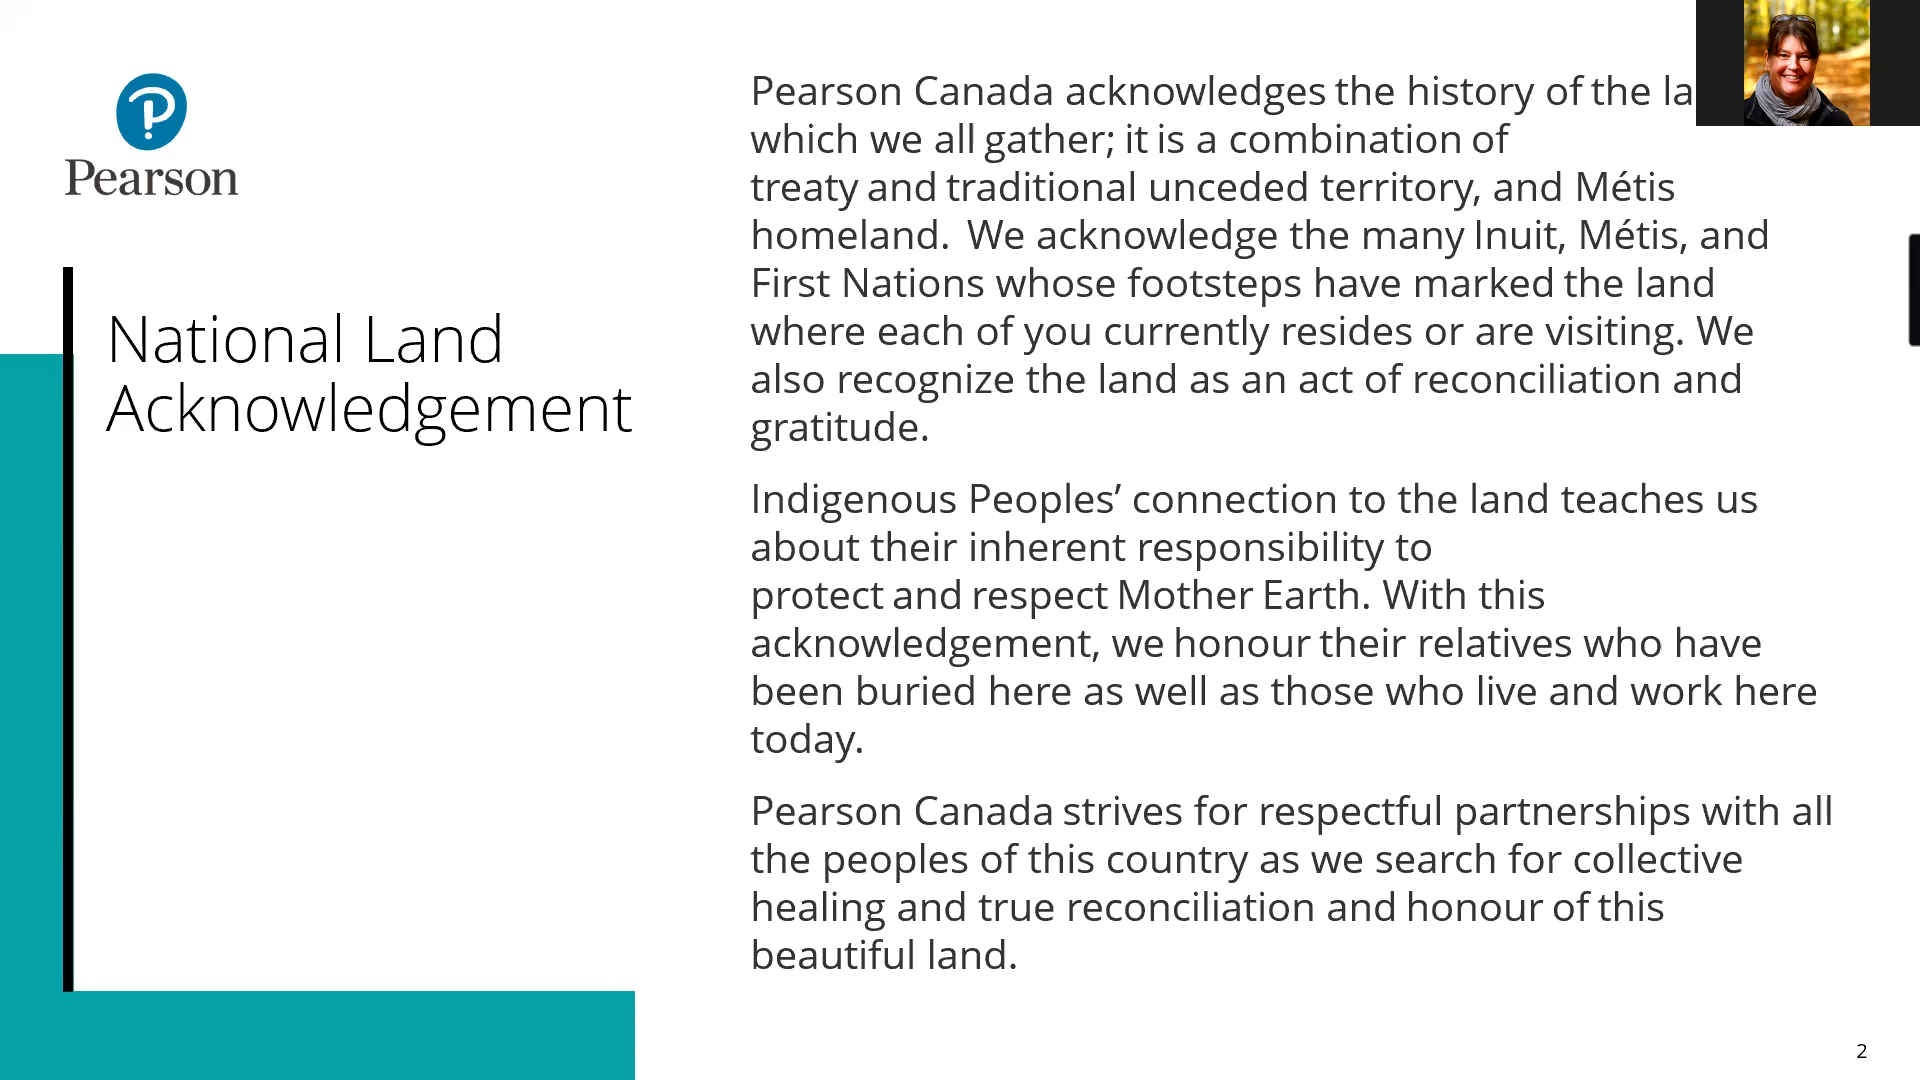 Pearson
National Land
Acknowledgement
Pearson Canada acknowledges the history of the
which we all gather; it is a combination of
treaty and traditional unceded territory, and Métis
homeland. We acknowledge the many Inuit, Métis, and
First Nations whose footsteps have marked the land
where each of you currently resides or are visiting. We
also recognize the land as an act of reconciliation and
gratitude.
Indigenous Peoples’ connection to the land teaches us
about their inherent responsibility to
protect and respect Mother Earth. With this
acknowledgement, we honour their relatives who have
been buried here as well as those who live and work here
today.
Pearson Canada strives for respectful partnerships with all
the peoples of this country as we search for collective
healing and true reconciliation and honour of this
beautiful land.
2